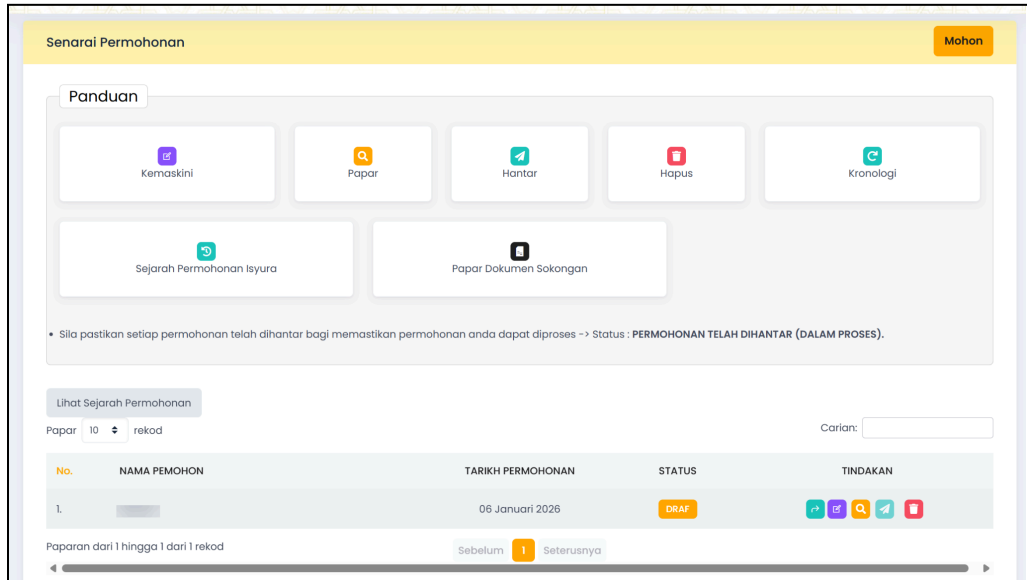 Senarai Permohonan
Mohon
Panduan
Kemaskini
Papar
Hantar
Hapus
Kronologi
Sejarah Permohonan Isyura
Papar Dokumen Sokongan
• Sila pastikan setiap permohonan telah dihantar bagi memastikan permohonan anda dapat diproses -> Status : PERMOHONAN TELAH DIHANTAR (DALAM PROSES).
Lihat Sejarah Permohonan
Papar 10 rekod
Carian:
No. NAMA PEMOHON TARIKH PERMOHONAN STATUS TINDAKAN
1. 06 Januari 2026 DRAF
Paparan dari 1 hingga 1 dari 1 rekod
Sebelum 1 Seterusnya